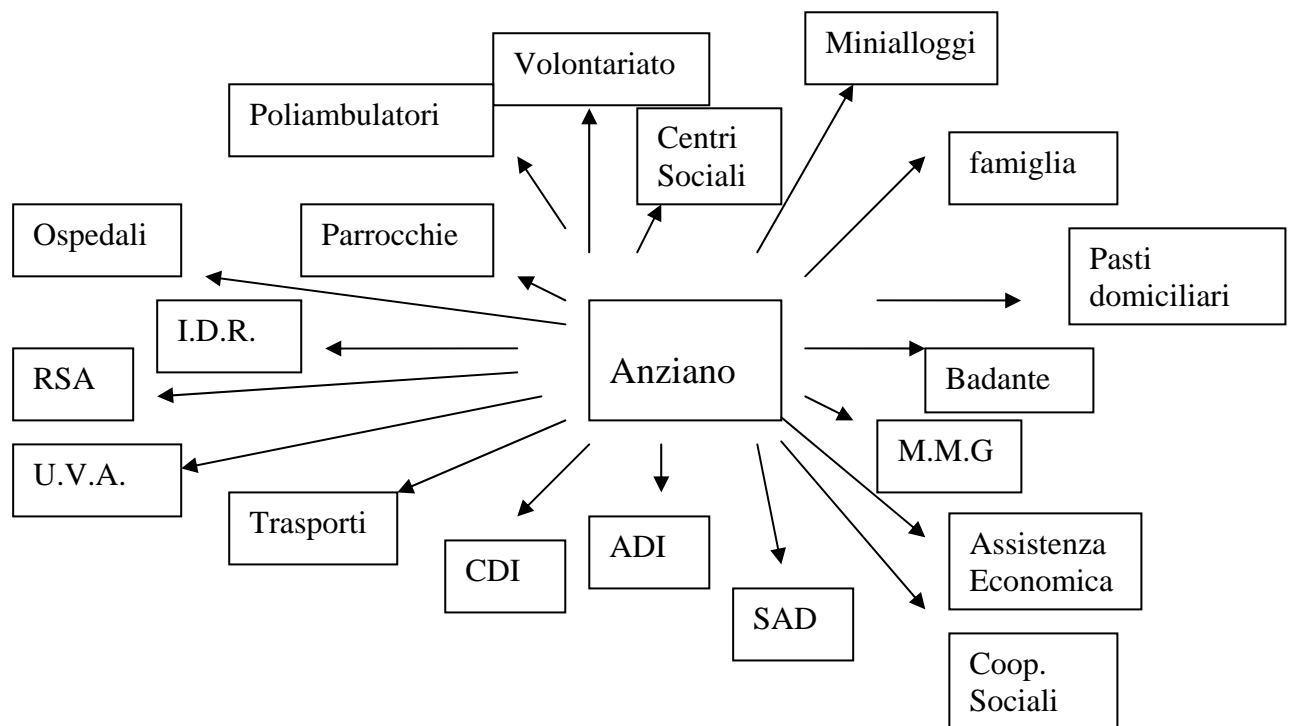 Minialloggi
Volontariato
Poliambulatori
Centri
Sociali
famiglia
Ospedali
Parrocchie
Pasti
domiciliari
I.D.R.
RSA
Anziano
Badante
U.V.A.
M.M.G
Trasporti
ADI
CDI
Assistenza
Economica
SAD
Coop.
Sociali